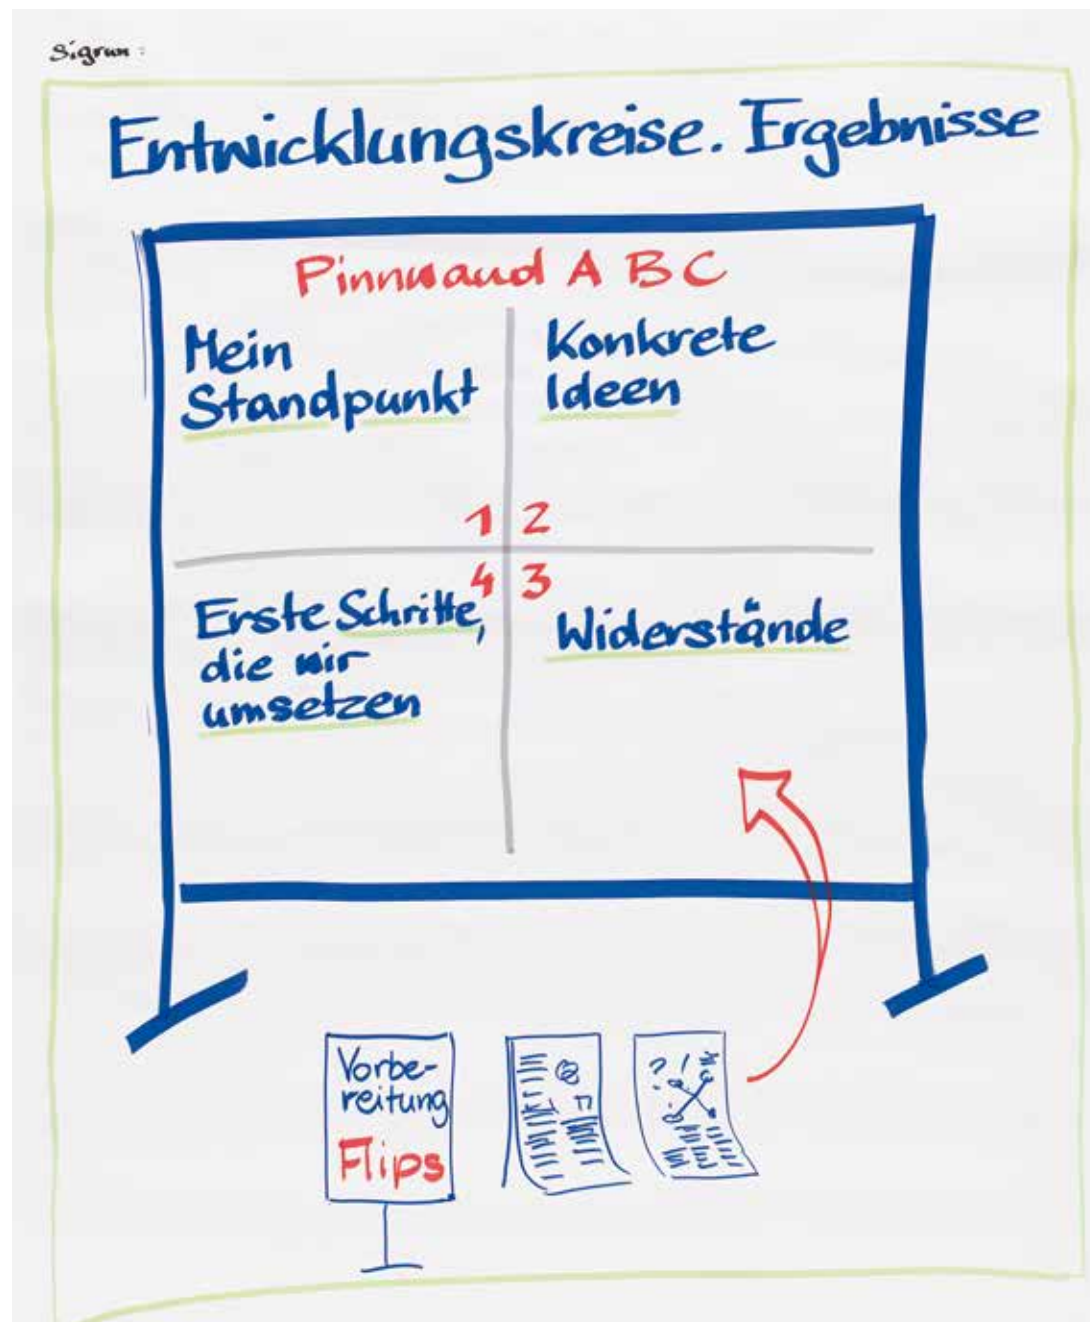 Sigrun:
Entwicklungskreise. Ergebnisse
Pinnwand A B C
Mein
Standpunkt
Konkrete
Ideen
1 2
4 3
Erste Schritte,
die wir
umsetzen
Widerstände
Vorbe-
reitung
Flips
? !